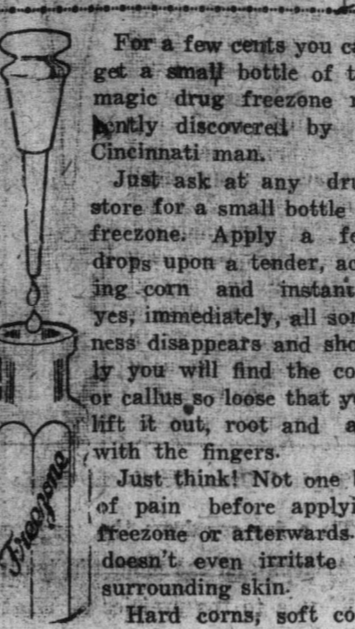 For a few cents you ca
get a small bottle of t
magic drug freezone r
ently discovered by
Cincinnati man.
Just ask at any dru
store for a small bottle
freezone. Apply a fe
drops upon a tender, ac
ing corn and instant
yes, immediately, all sor
ness disappears and sho
ly you will find the co
or callus so loose that y
lift it out, root and a
with the fingers.
Just think! Not one b
of pain before applyi
freezone or afterwards.
doesn't even irritate
surrounding skin.
Hard corns, soft co
Freezone